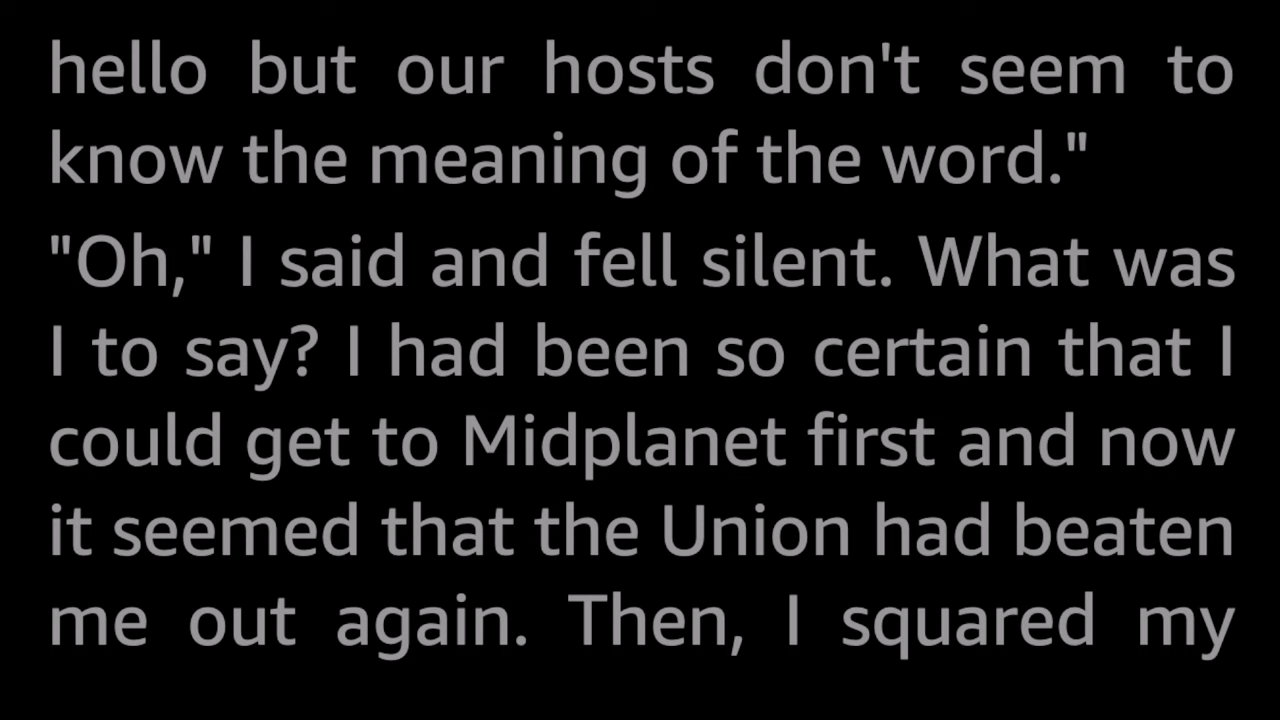 hello but our hosts don't seem to
know the meaning of the word."
"Oh," I said and fell silent. What was
I to say? I had been so certain that I
could get to Midplanet first and now
it seemed that the Union had beaten
me out again. Then, I squared my